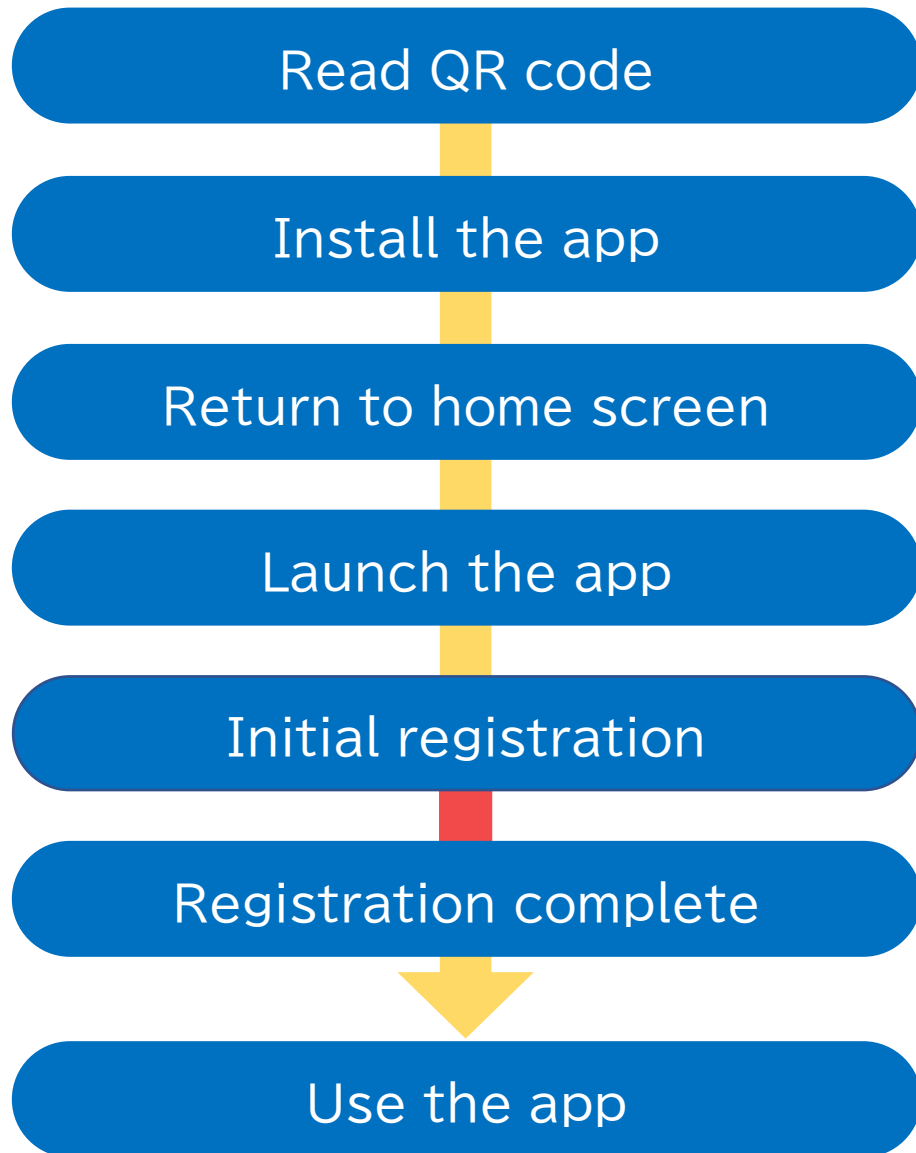 Read QR code
Install the app
Return to home screen
Launch the app
Initial registration
Registration complete
Use the app